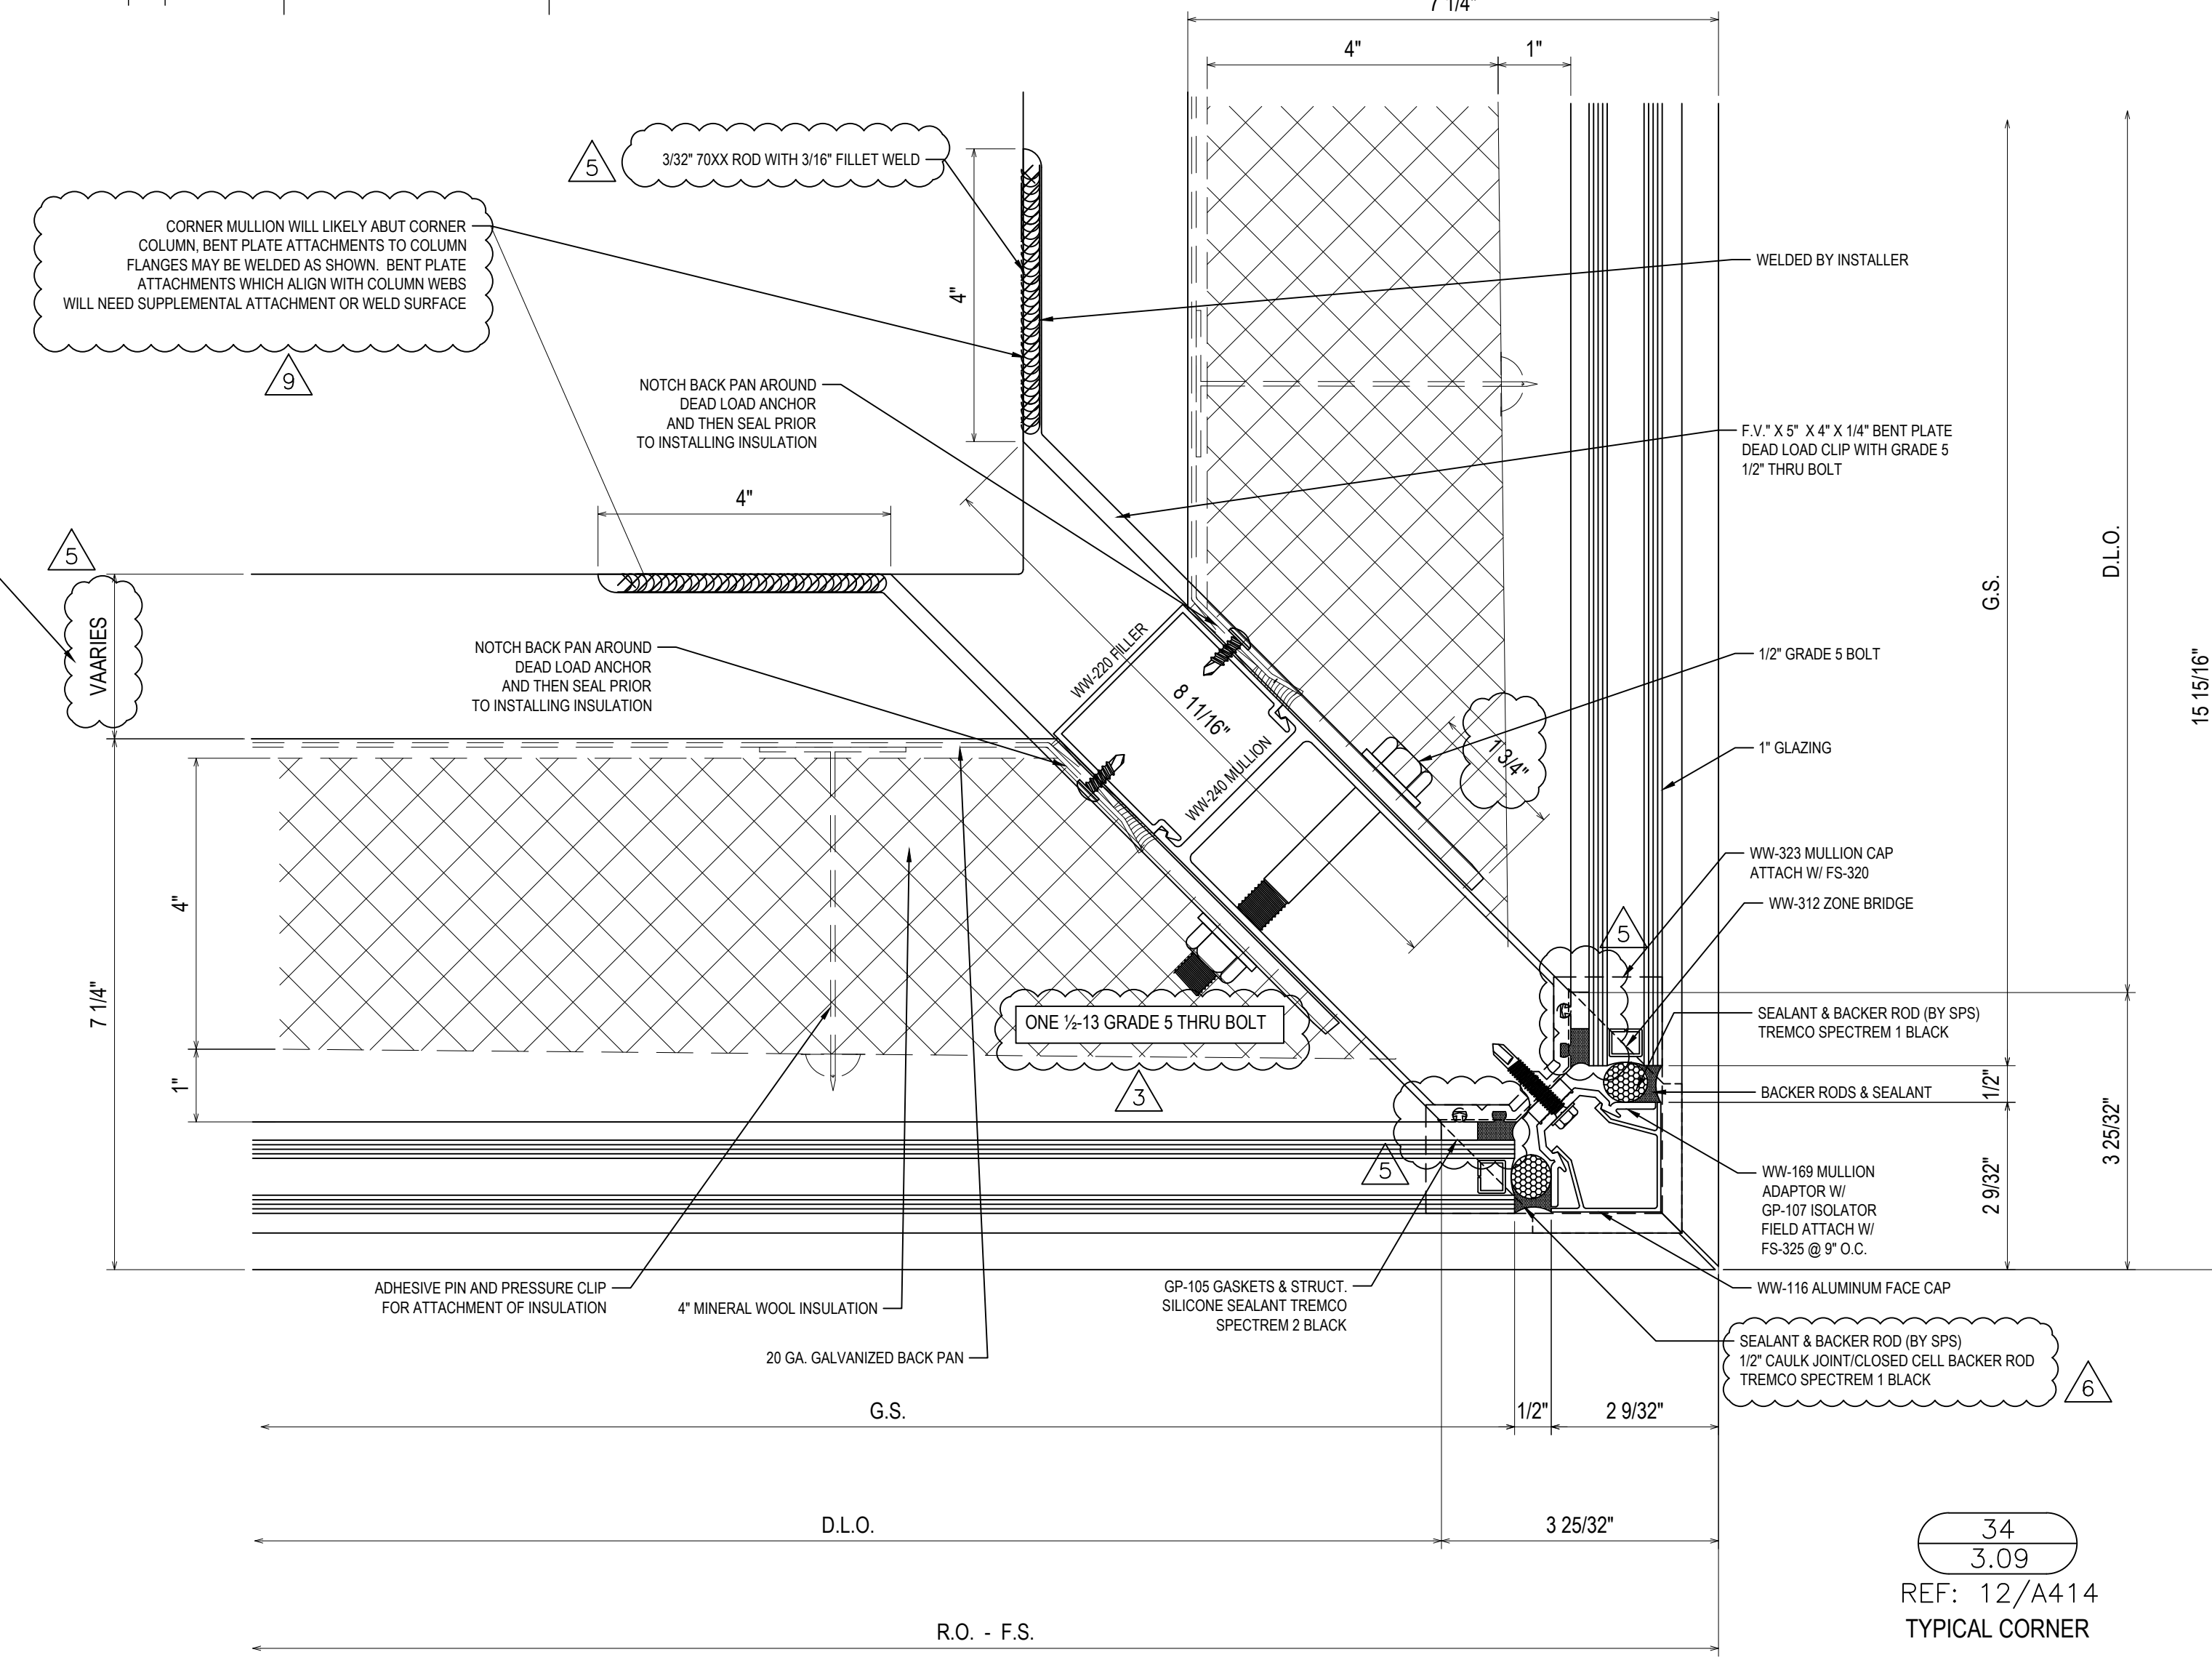 7 1/4"
4"
1"
5
3/32" 70XX ROD WITH 3/16" FILLET WELD
CORNER MULLION WILL LIKELY ABUT CORNER
COLUMN, BENT PLATE ATTACHMENTS TO COLUMN
FLANGES MAY BE WELDED AS SHOWN. BENT PLATE
ATTACHMENTS WHICH ALIGN WITH COLUMN WEBS
WILL NEED SUPPLEMENTAL ATTACHMENT OR WELD SURFACE
9
4"
WELDED BY INSTALLER
NOTCH BACK PAN AROUND
DEAD LOAD ANCHOR
AND THEN SEAL PRIOR
TO INSTALLING INSULATION
F.V." X 5" X 4" X 1/4" BENT PLATE
DEAD LOAD CLIP WITH GRADE 5
1/2" THRU BOLT
4"
5
VAARIES
NOTCH BACK PAN AROUND
DEAD LOAD ANCHOR
AND THEN SEAL PRIOR
TO INSTALLING INSULATION
WW-220 FILLER
8 11/16"
WW-240 MULLION
1 3/4"
D.L.O.
G.S.
15 15/16"
1/2" GRADE 5 BOLT
1" GLAZING
WW-323 MULLION CAP
ATTACH W/ FS-320
WW-312 ZONE BRIDGE
5
SEALANT & BACKER ROD (BY SPS)
TREMCO SPECTREM 1 BLACK
BACKER RODS & SEALANT
1/2"
3 25/32"
2 9/32"
4"
7 1/4"
1"
ONE ½-13 GRADE 5 THRU BOLT
3
5
WW-169 MULLION
ADAPTOR W/
GP-107 ISOLATOR
FIELD ATTACH W/
FS-325 @ 9" O.C.
WW-116 ALUMINUM FACE CAP
ADHESIVE PIN AND PRESSURE CLIP
FOR ATTACHMENT OF INSULATION
4" MINERAL WOOL INSULATION
20 GA. GALVANIZED BACK PAN
GP-105 GASKETS & STRUCT.
SILICONE SEALANT TREMCO
SPECTREM 2 BLACK
SEALANT & BACKER ROD (BY SPS)
1/2" CAULK JOINT/CLOSED CELL BACKER ROD
TREMCO SPECTREM 1 BLACK
6
G.S.
1/2"
2 9/32"
D.L.O.
3 25/32"
R.O. - F.S.
34
3.09
REF: 12/A414
TYPICAL CORNER